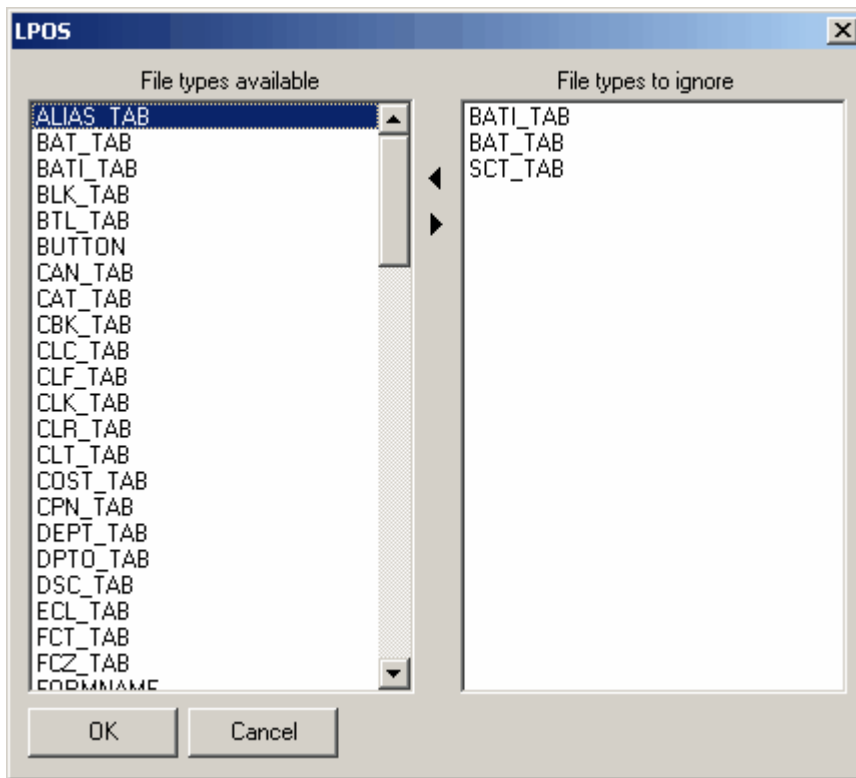 LPOS
File types available
File types to ignore
ALIAS_TAB
BAT_TAB
BATI_TAB
BLK_TAB
BTL_TAB
BUTTON
CAN_TAB
CAT_TAB
CBK_TAB
CLC_TAB
CLF_TAB
CLK_TAB
CLR_TAB
CLT_TAB
COST_TAB
CPN_TAB
DEPT_TAB
DPTO_TAB
DSC_TAB
ECL_TAB
FCT_TAB
FCZ_TAB
FORMNAME
BATI_TAB
BAT_TAB
SCT_TAB
OK
Cancel